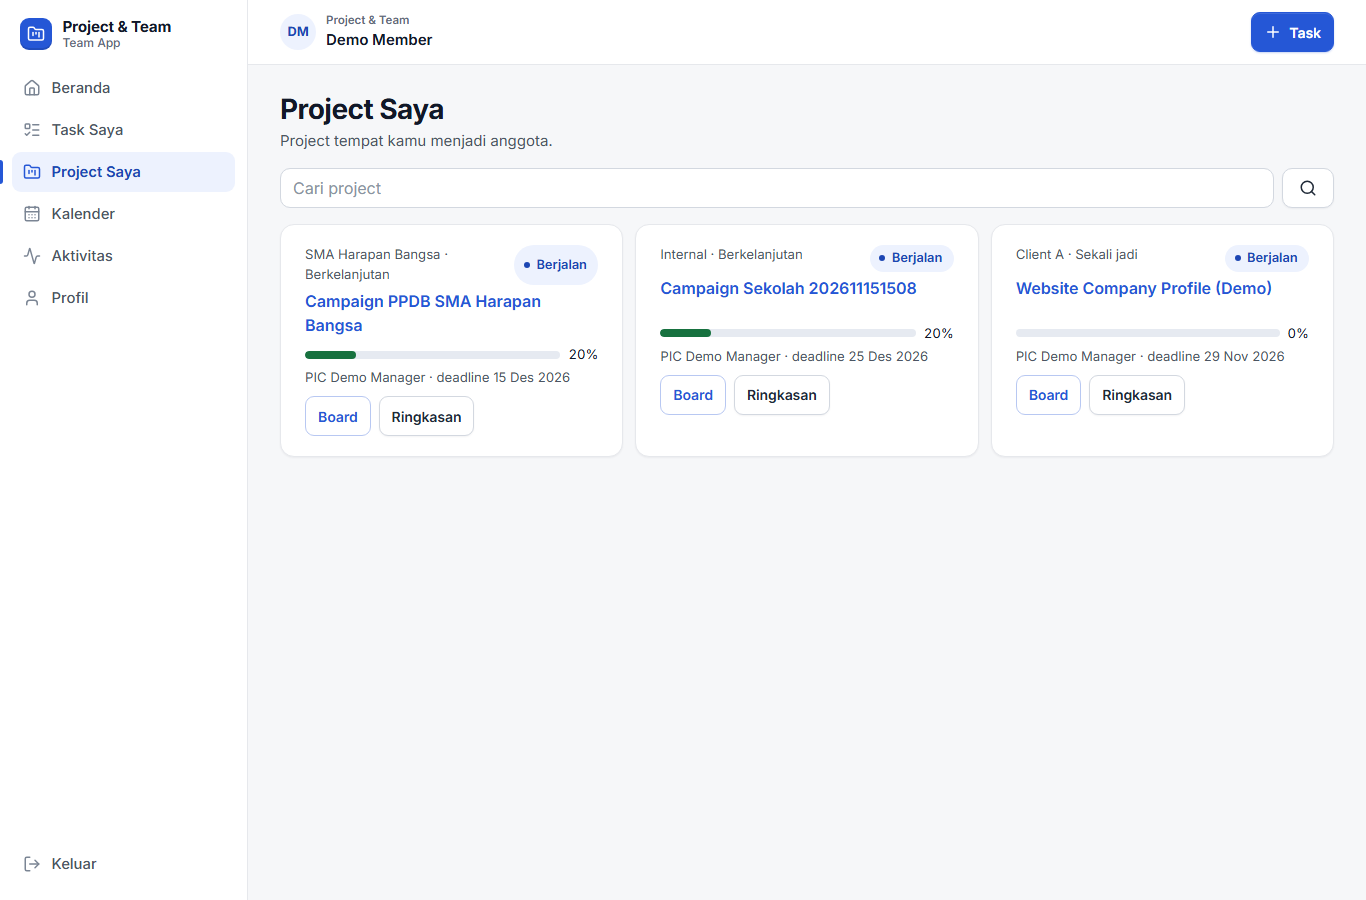 Project & Team
Team App
Beranda
Task Saya
Project Saya
Kalender
Aktivitas
Profil
Keluar
DM
Project & Team
Demo Member
+ Task
Project Saya
Project tempat kamu menjadi anggota.
Cari project
SMA Harapan Bangsa ·
Berkelanjutan
Berjalan
Campaign PPDB SMA Harapan
Bangsa
20%
PIC Demo Manager · deadline 15 Des 2026
Board
Ringkasan
Internal · Berkelanjutan
Berjalan
Campaign Sekolah 202611151508
20%
PIC Demo Manager · deadline 25 Des 2026
Board
Ringkasan
Client A · Sekali jadi
Berjalan
Website Company Profile (Demo)
0%
PIC Demo Manager · deadline 29 Nov 2026
Board
Ringkasan